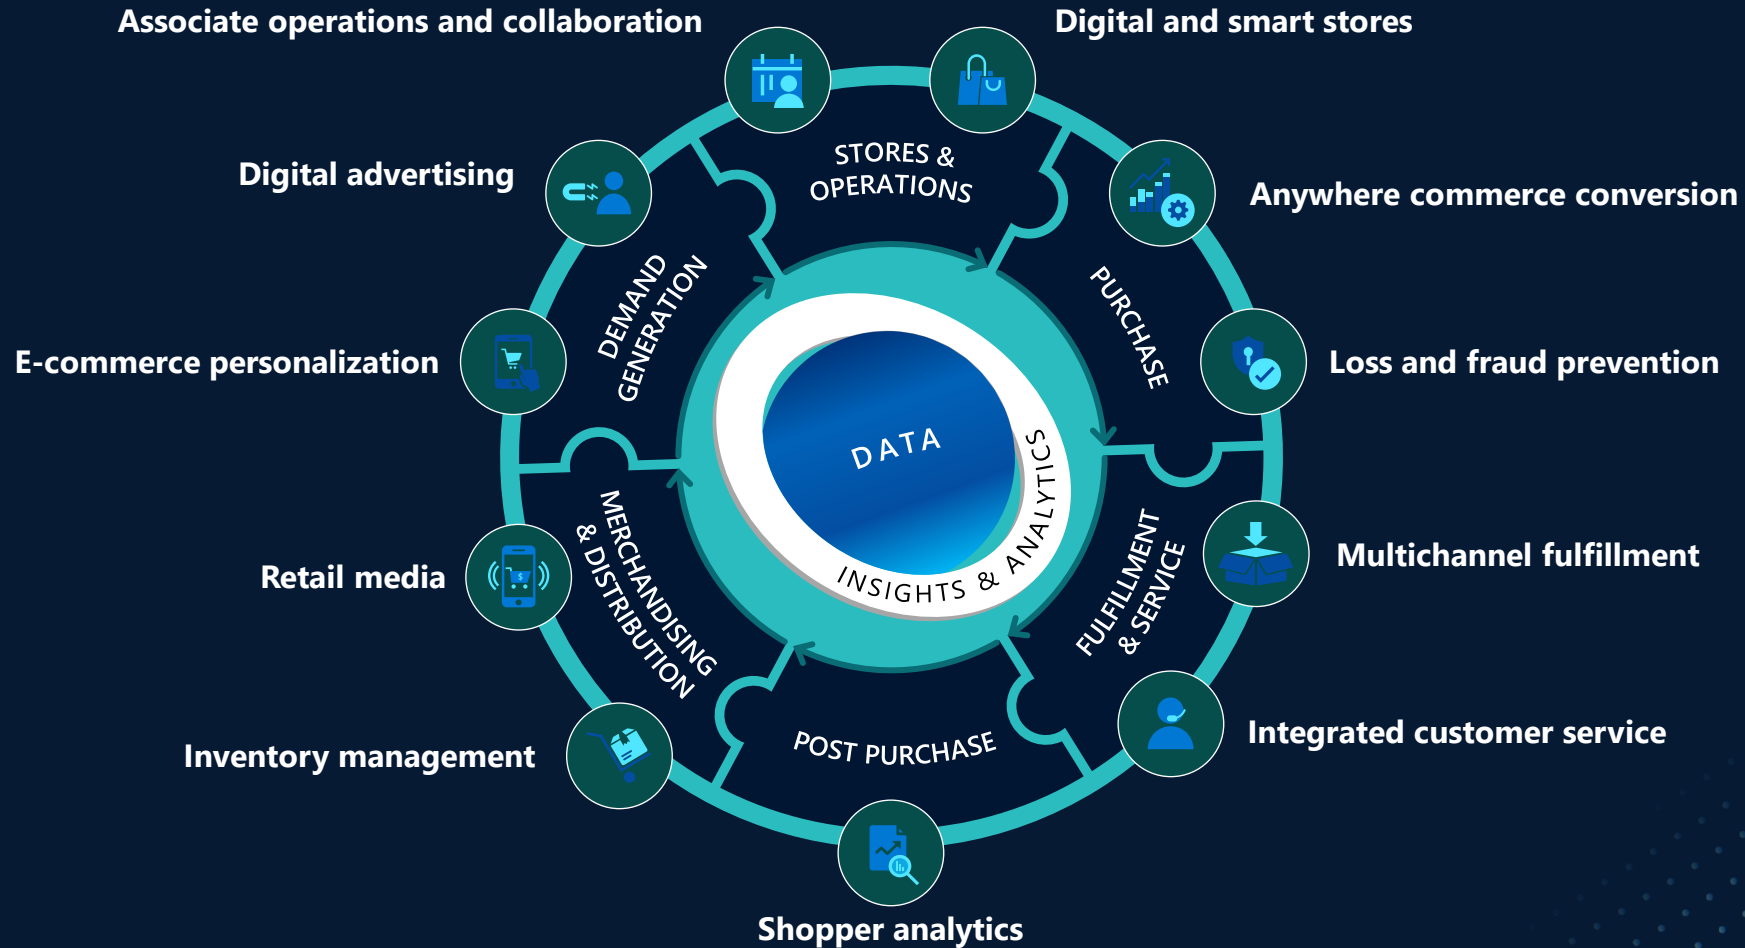 Associate operations and collaboration
Digital and smart stores
Digital advertising
Anywhere commerce conversion
E-commerce personalization
Loss and fraud prevention
Retail media
Multichannel fulfillment
Inventory management
Integrated customer service
Shopper analytics
STORES &
OPERATIONS
PURCHASE
FULFILLMENT
& SERVICE
POST PURCHASE
MERCHANDISING
& DISTRIBUTION
DEMAND
GENERATION
DATA
INSIGHTS & ANALYTICS
$